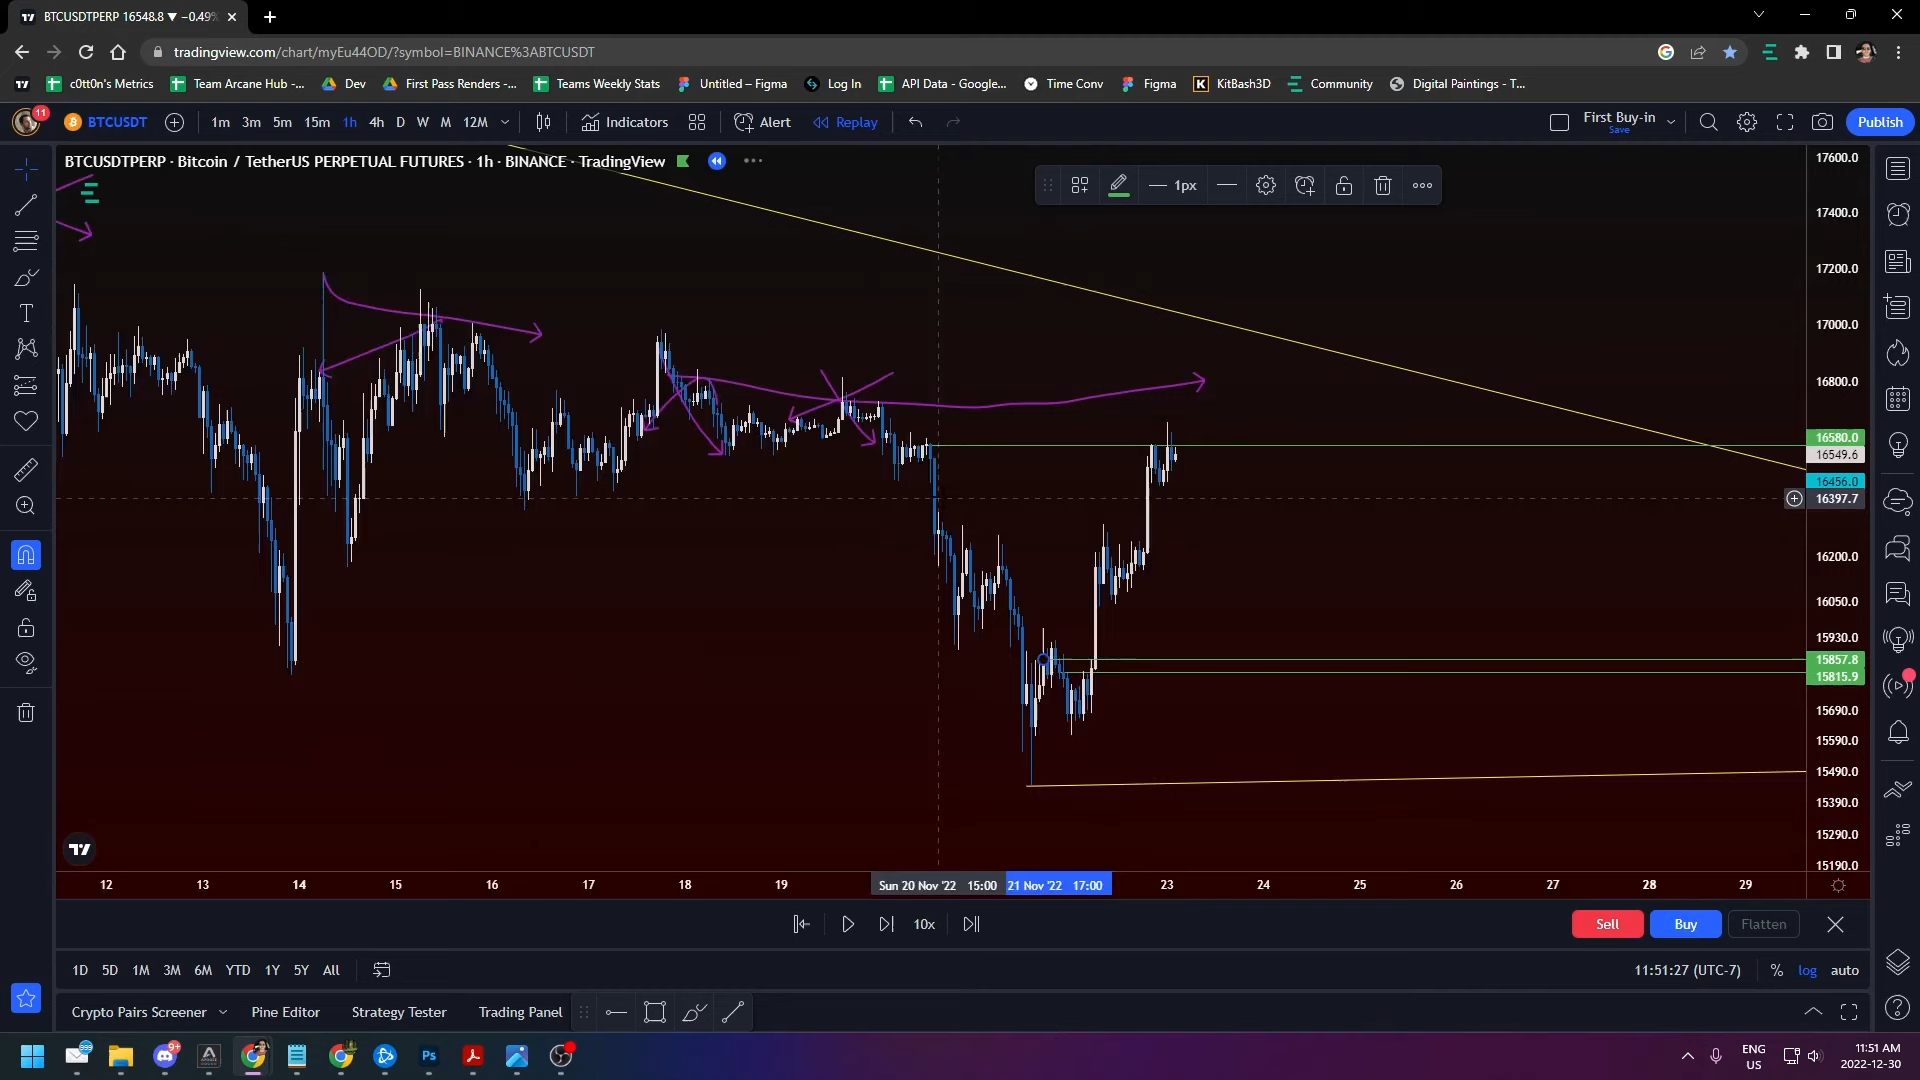 BTCUSDTPERP 16548.8 ▼ −0.49%
tradingview.com/chart/myEu44OD/?symbol=BINANCE%3ABTCUSDT
c0tt0n's Metrics Team Arcane Hub -... Dev First Pass Renders -... Teams Weekly Stats Untitled – Figma Log In API Data - Google... Time Conv Figma KitBash3D Community Digital Paintings - T...
11 BTCUSDT 1m 3m 5m 15m 1h 4h D W M 12M Indicators Alert Replay First Buy-in Publish
Save
BTCUSDTPERP · Bitcoin / TetherUS PERPETUAL FUTURES · 1h · BINANCE · TradingView
1px
17600.0
17400.0
17200.0
17000.0
16800.0
16580.0
16549.6
16456.0
16397.7
16200.0
16050.0
15930.0
15857.8
15815.9
15690.0
15590.0
15490.0
15390.0
15290.0
15190.0
12 13 14 15 16 17 18 19 Sun 20 Nov '22 15:00 21 Nov '22 17:00 23 24 25 26 27 28 29
10x Sell Buy Flatten
1D 5D 1M 3M 6M YTD 1Y 5Y All 11:51:27 (UTC-7) % log auto
Crypto Pairs Screener Pine Editor Strategy Tester Trading Panel
ENG
US
11:51 AM
2022-12-30